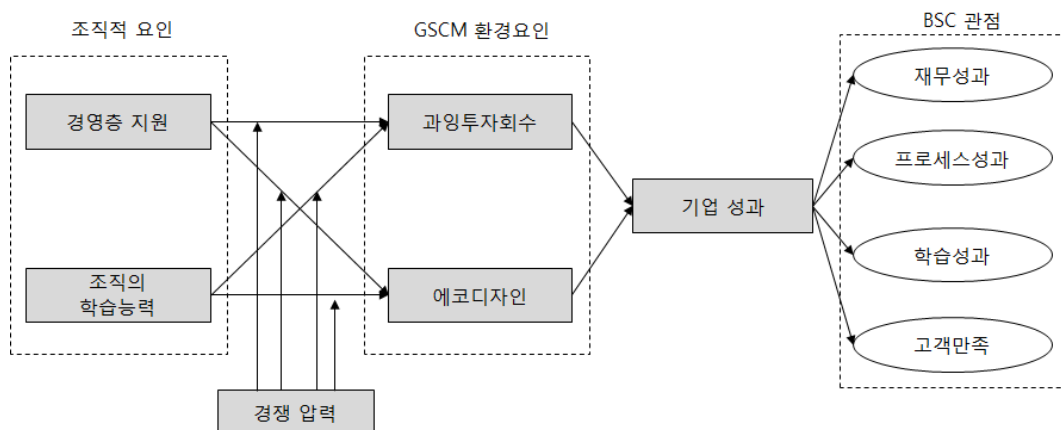 조직적 요인
GSCM 환경요인
BSC 관점
경영층 지원
조직의
학습능력
과잉투자회수
에코디자인
경쟁 압력
기업 성과
재무성과
프로세스성과
학습성과
고객만족